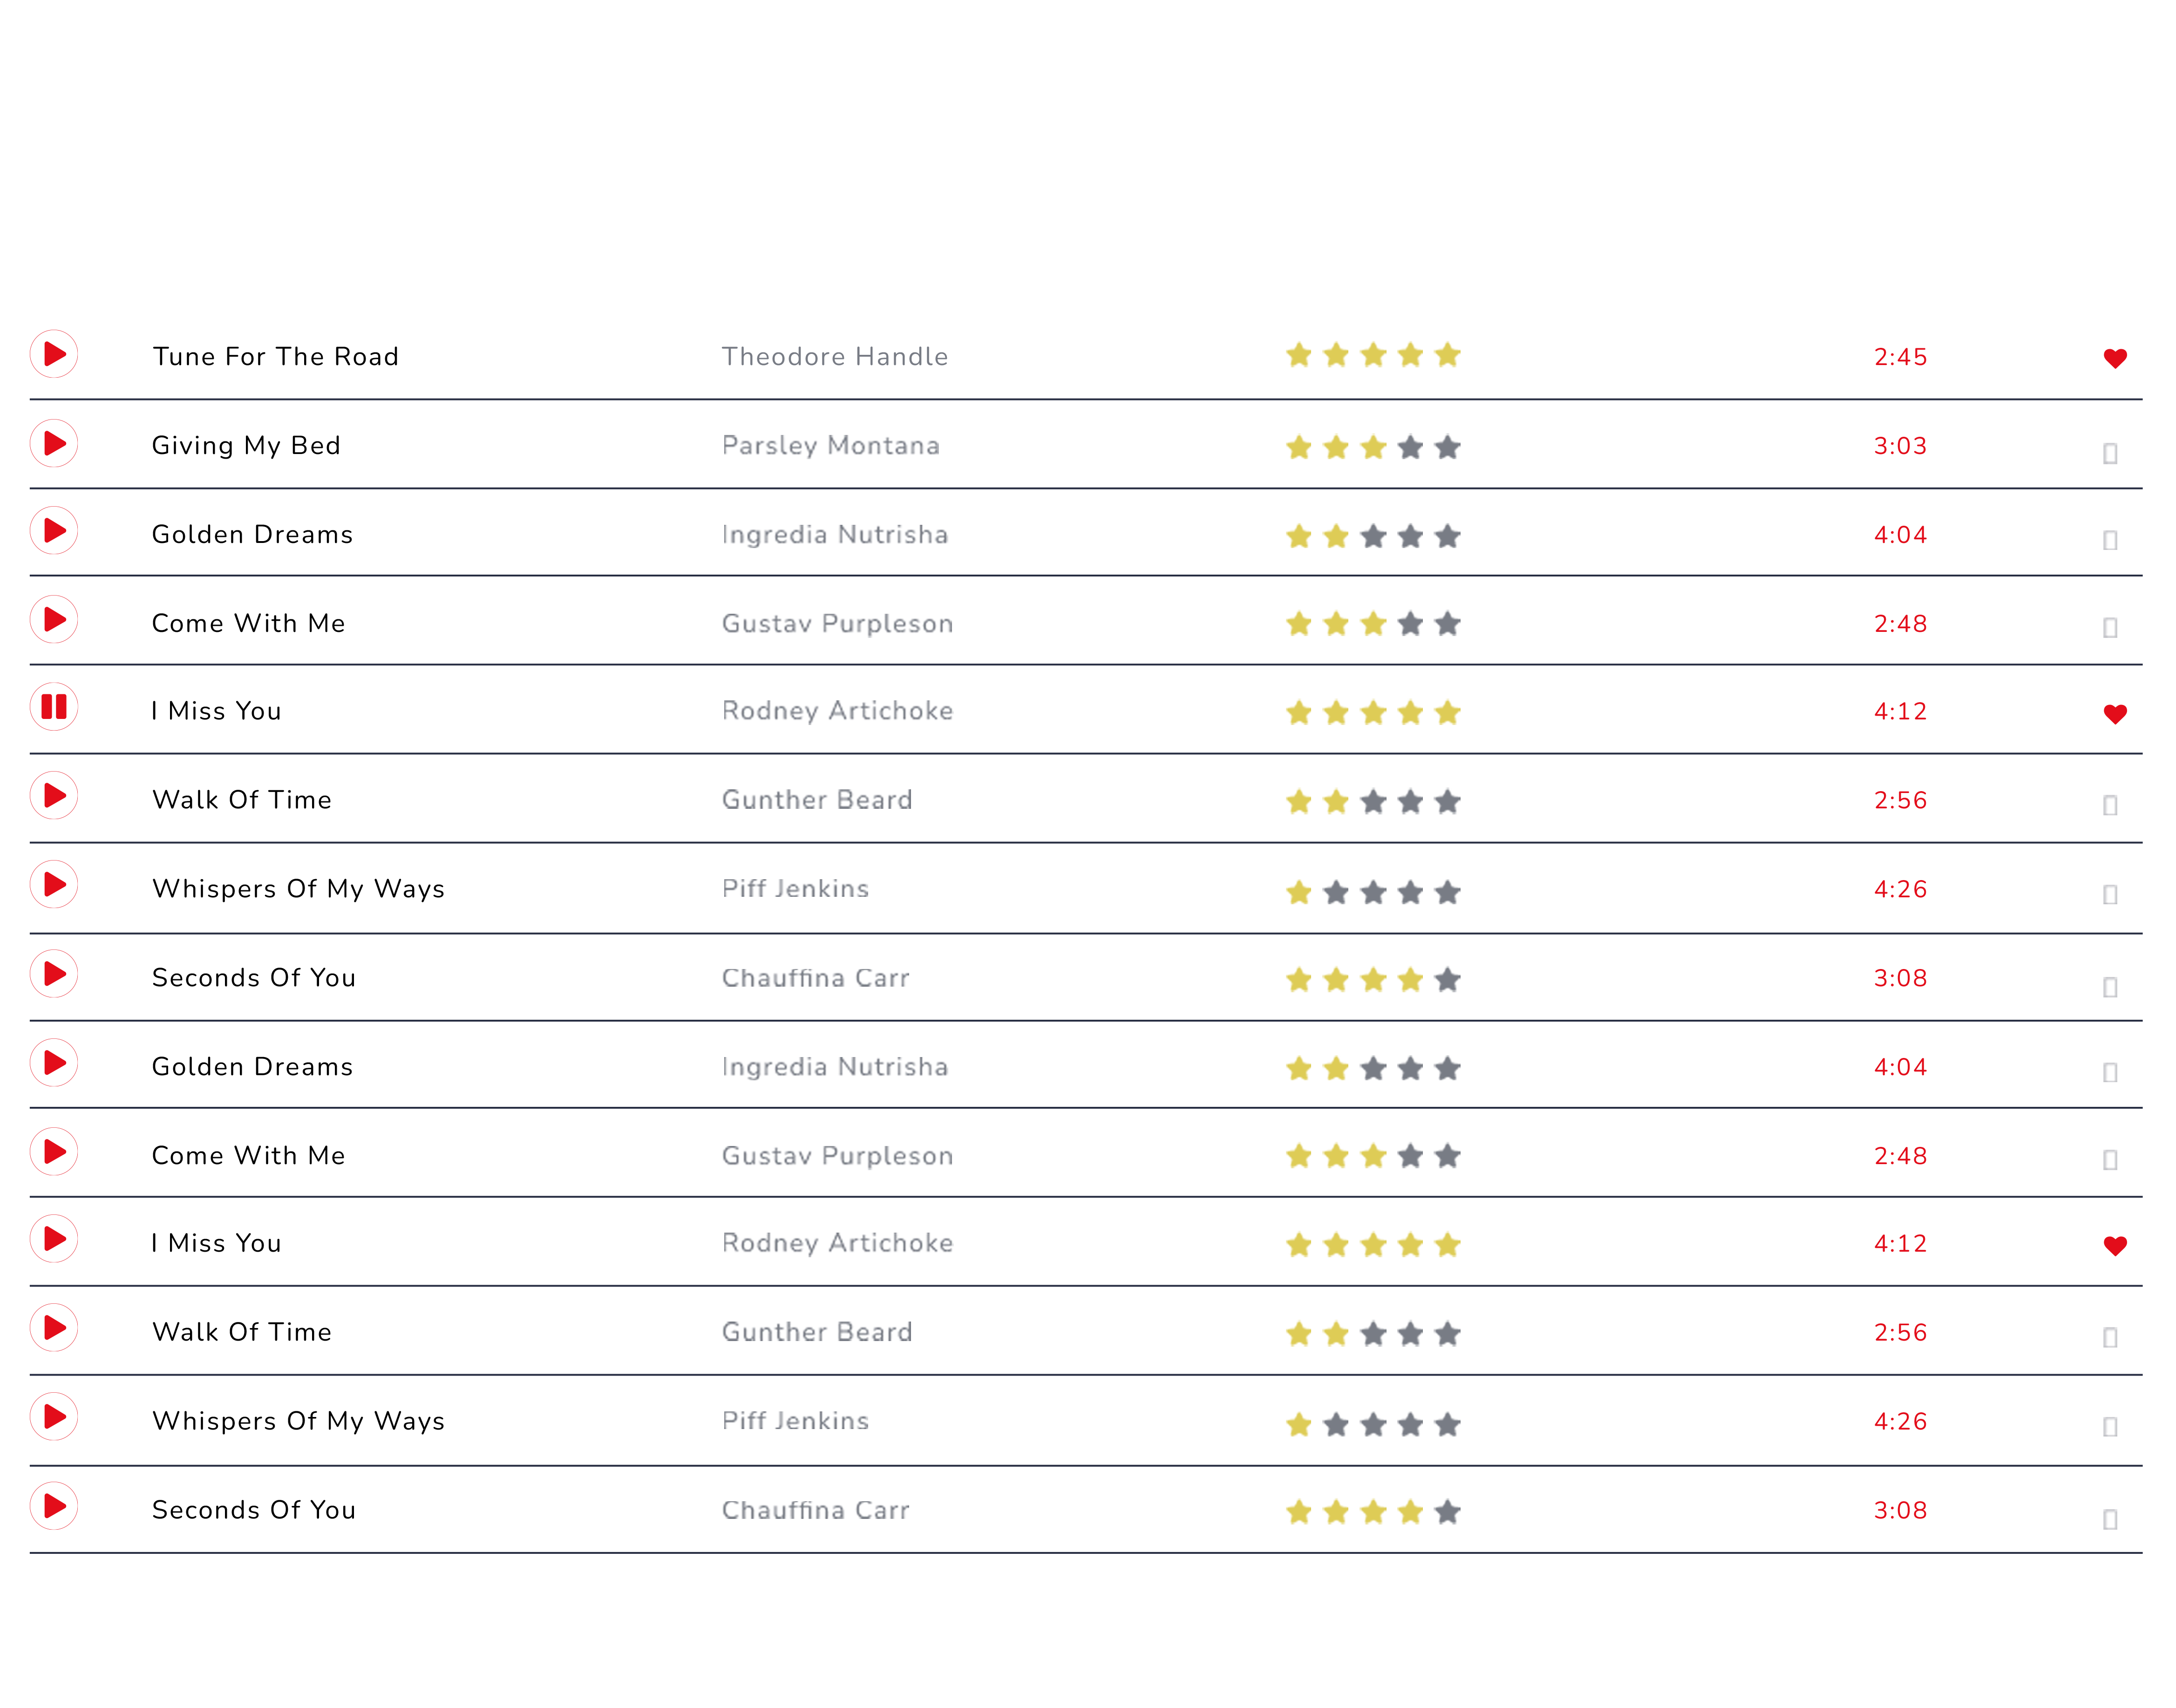 Tune For The Road Theodore Handle 2:45
Giving My Bed Parsley Montana 3:03
Golden Dreams Ingredia Nutrisha 4:04
Come With Me Gustav Purpleson 2:48
I Miss You Rodney Artichoke 4:12
Walk Of Time Gunther Beard 2:56
Whispers Of My Ways Piff Jenkins 4:26
Seconds Of You Chauffina Carr 3:08
Golden Dreams Ingredia Nutrisha 4:04
Come With Me Gustav Purpleson 2:48
I Miss You Rodney Artichoke 4:12
Walk Of Time Gunther Beard 2:56
Whispers Of My Ways Piff Jenkins 4:26
Seconds Of You Chauffina Carr 3:08